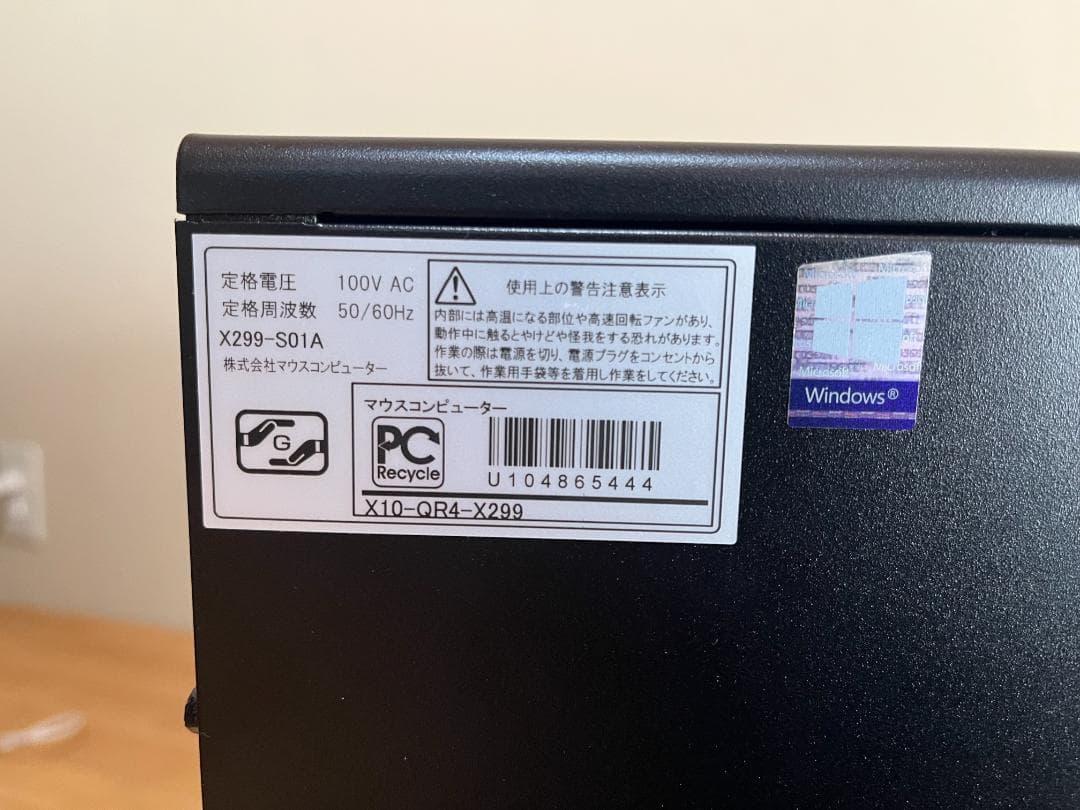 定格電圧 100V AC
定格周波数 50/60Hz
X299-S01A
株式会社マウスコンピューター
使用上の警告注意表示
内部には高温になる部位や高速回転ファンがあり、
動作中に触るとやけどや怪我をする恐れがあります。
作業の際は電源を切り、電源プラグをコンセントから
抜いて、作業用手袋等を着用し作業をしてください。
G
マウスコンピューター
PC
Recycle
U104865444
X10-QR4-X299
Microsoft Microsoft
Windows®